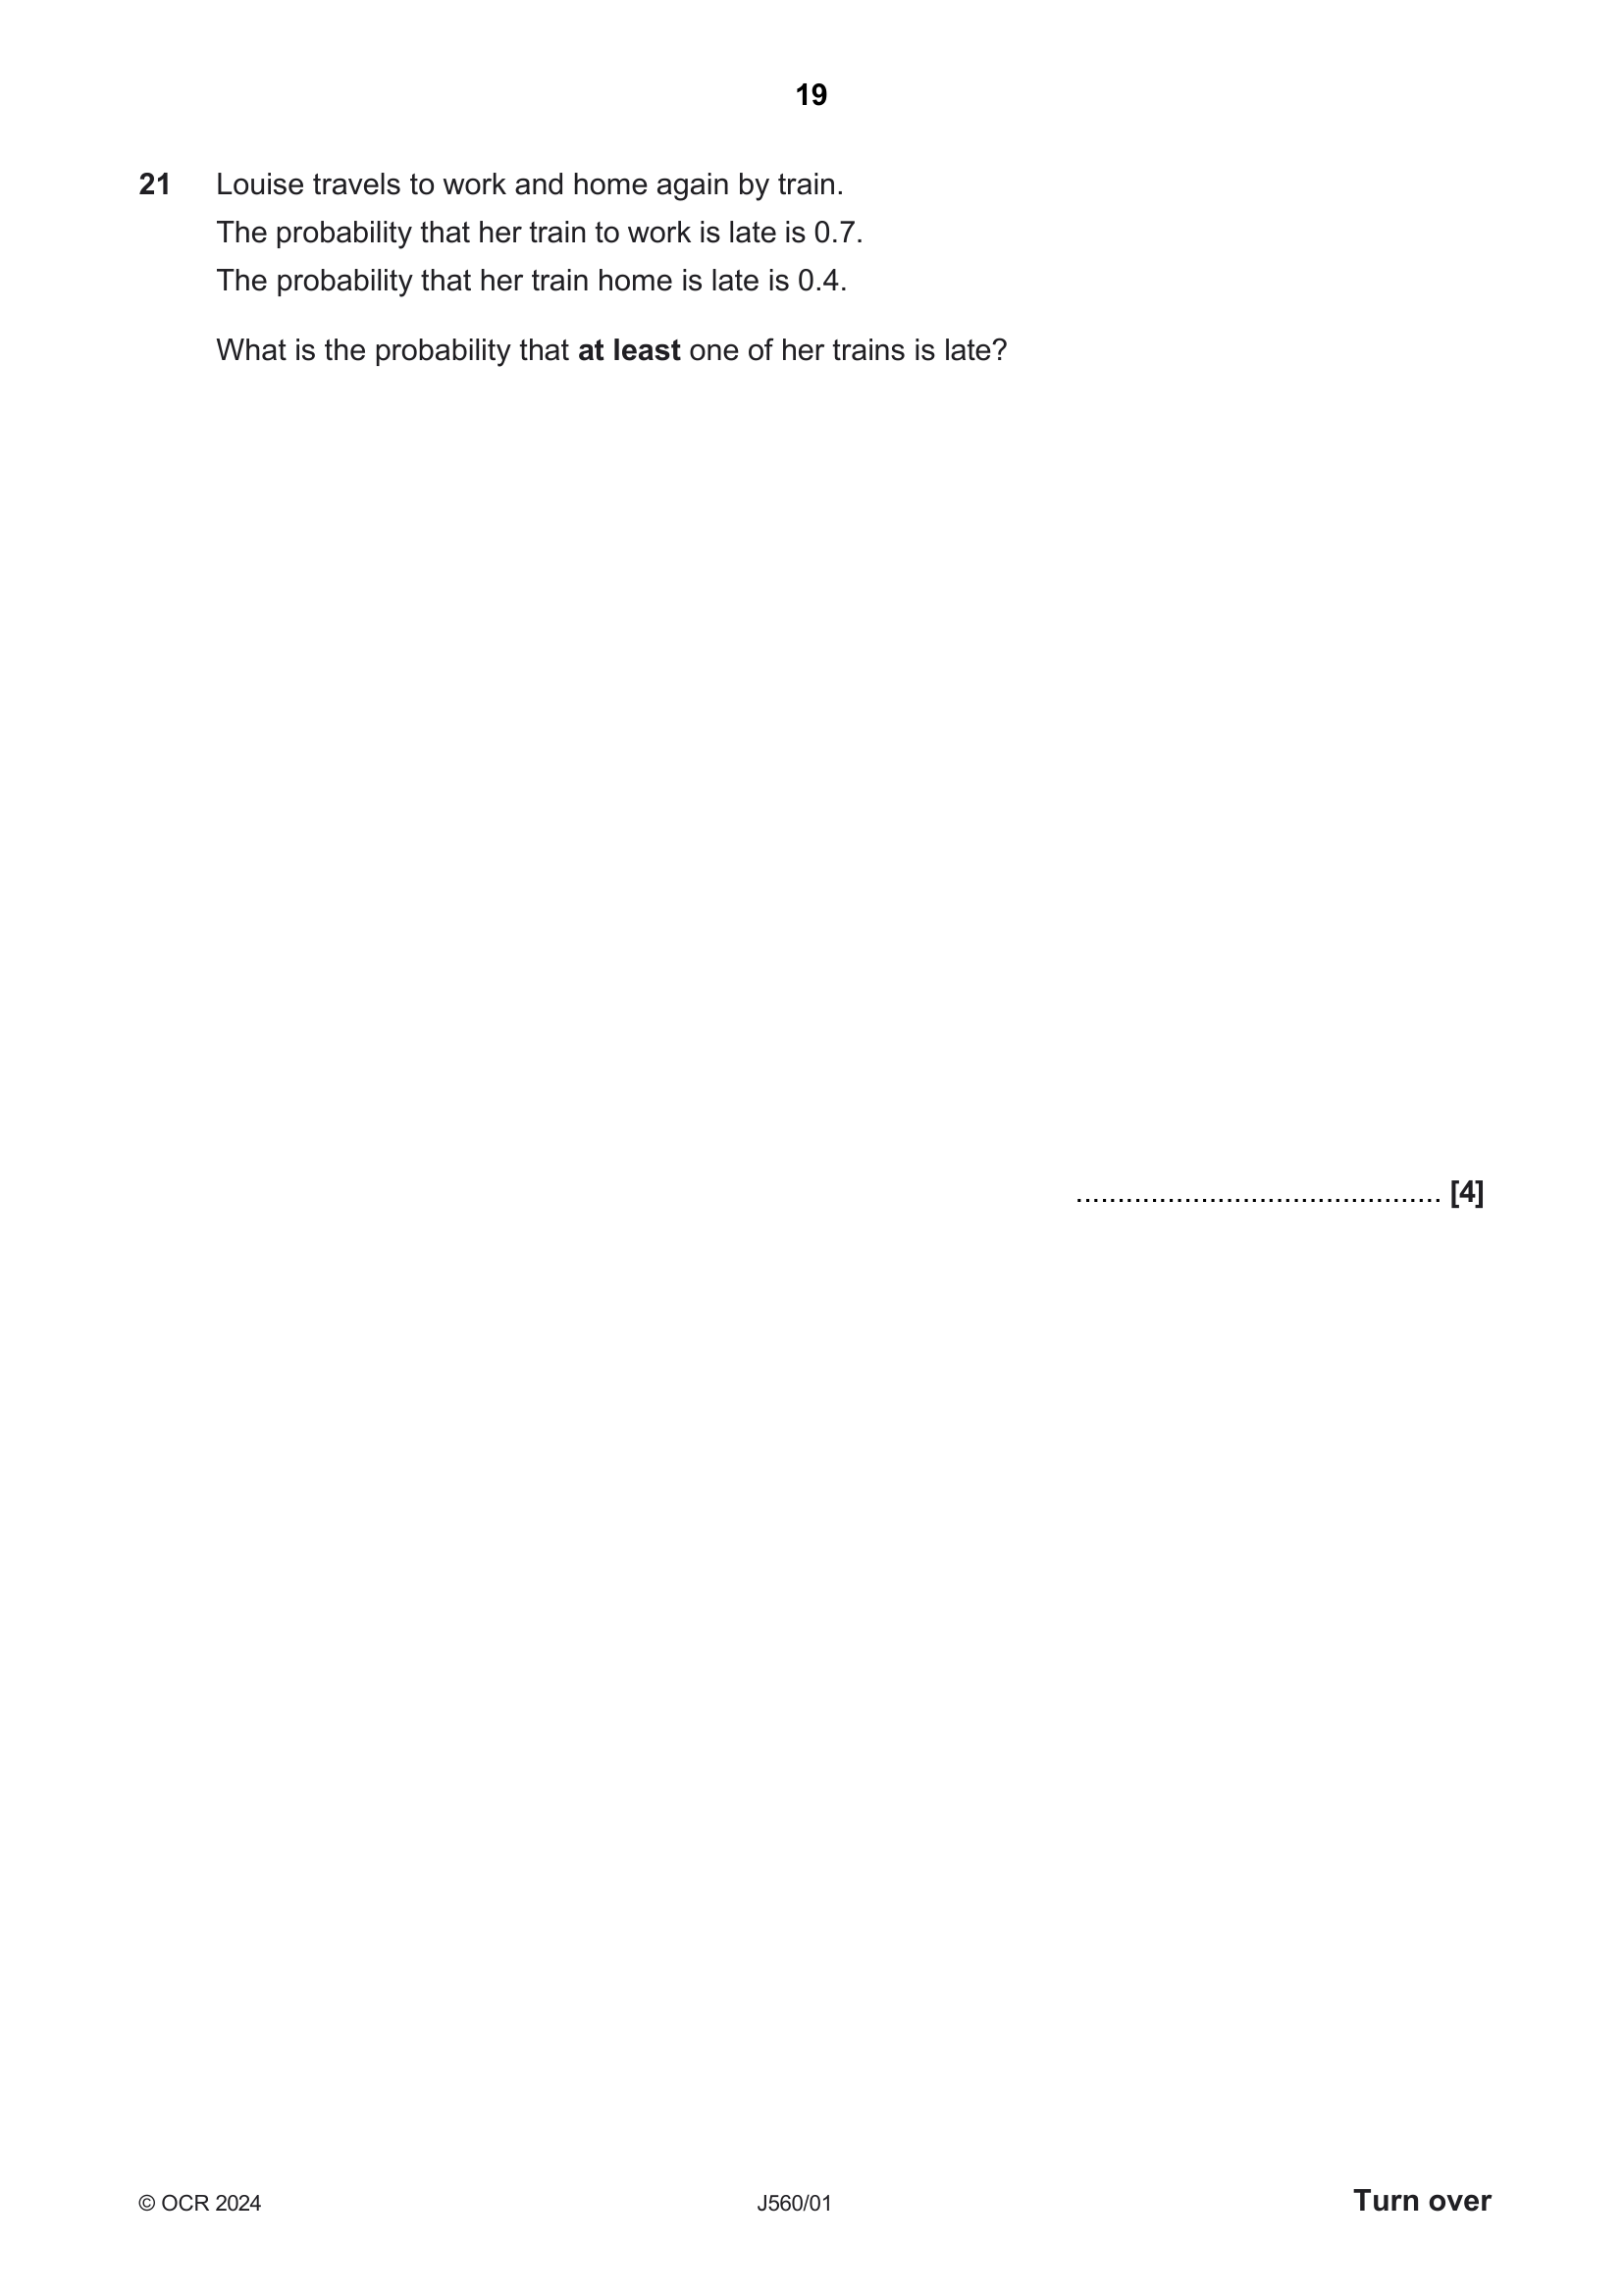 19
21 Louise travels to work and home again by train.
The probability that her train to work is late is 0.7.
The probability that her train home is late is 0.4.
What is the probability that at least one of her trains is late?
............................................ [4]
© OCR 2024 J560/01 Turn over